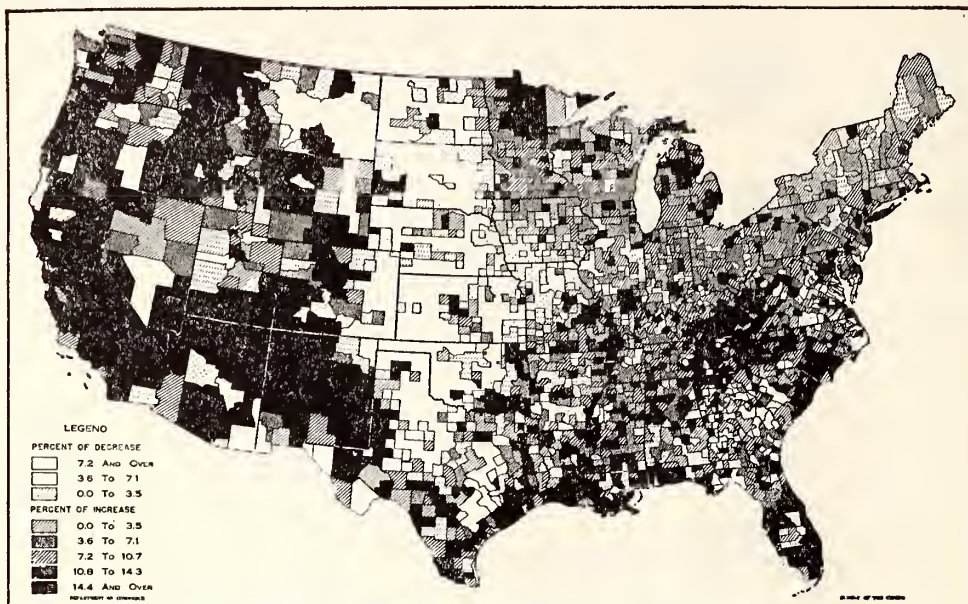 LEGEND
PERCENT OF DECREASE
7.2 AND OVER
3.6 TO 7.1
0.0 TO 3.5
PERCENT OF INCREASE
0.0 TO 3.5
3.6 TO 7.1
7.2 TO 10.7
10.8 TO 14.3
14.4 AND OVER
DEPARTMENT OF COMMERCE
BUREAU OF THE CENSUS